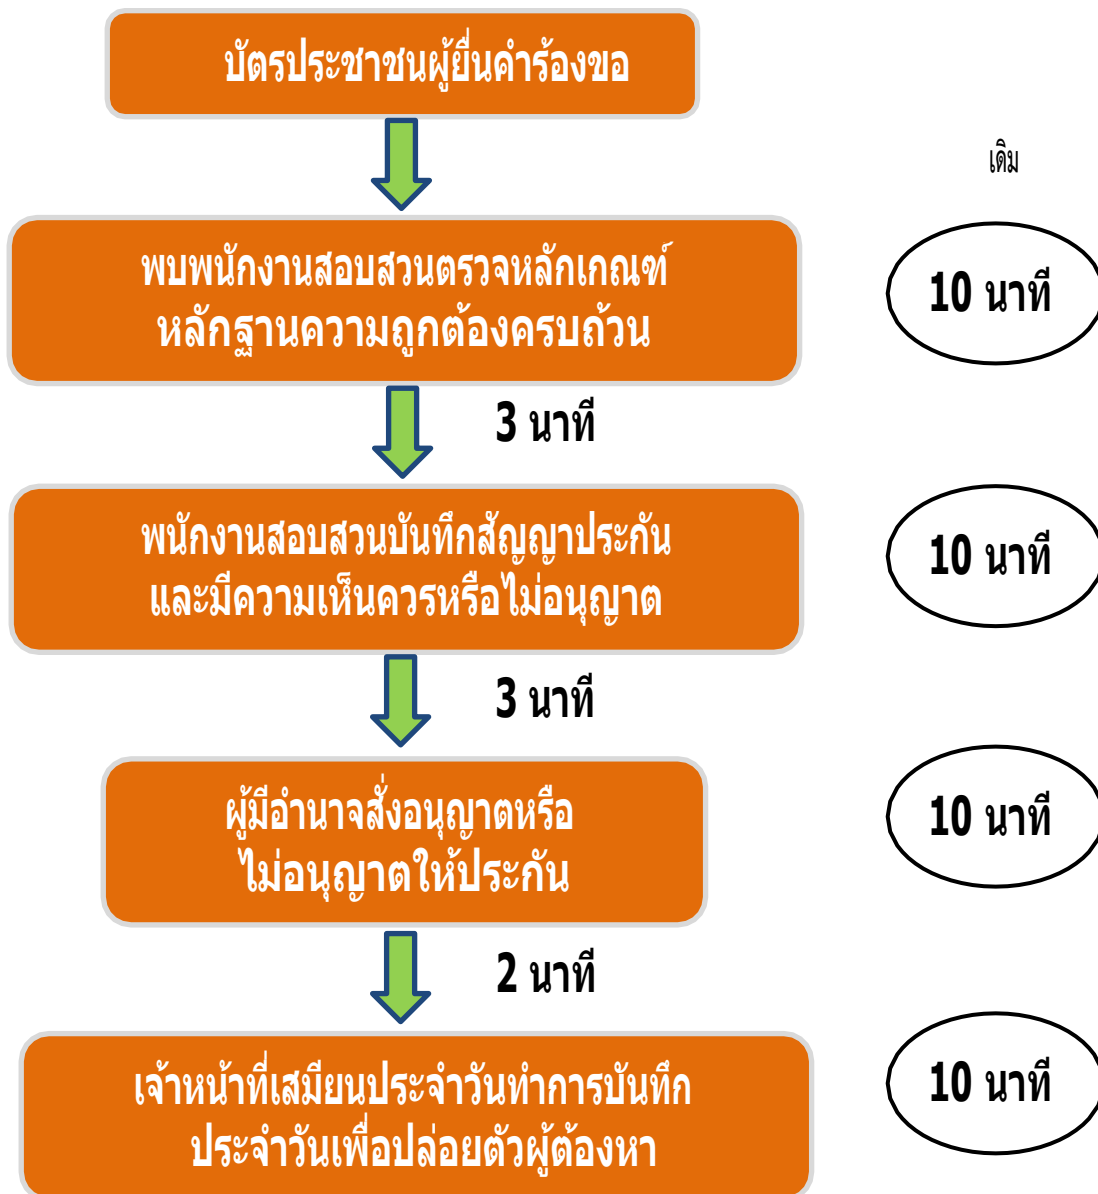 บัตรประชาชนผู้ยื่นคำร้องขอ
เดิม
พบพนักงานสอบสวนตรวจหลักเกณฑ์
หลักฐานความถูกต้องครบถ้วน
10 นาที
3 นาที
พนักงานสอบสวนบันทึกสัญญาประกัน
และมีความเห็นควรหรือไม่อนุญาต
10 นาที
3 นาที
ผู้มีอำนาจสั่งอนุญาตหรือ
ไม่อนุญาตให้ประกัน
10 นาที
2 นาที
เจ้าหน้าที่เสมียนประจำวันทำการบันทึก
ประจำวันเพื่อปล่อยตัวผู้ต้องหา
10 นาที